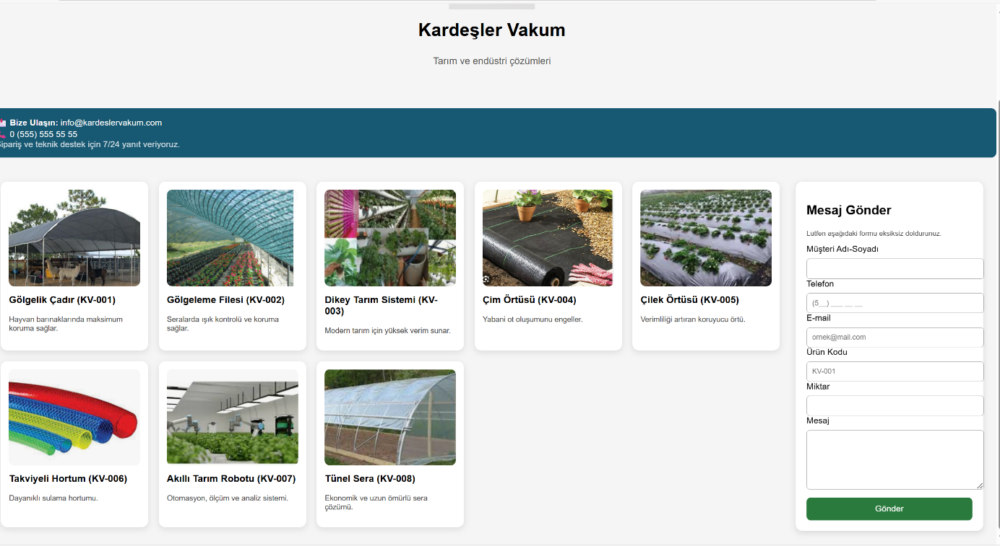 Kardeşler Vakum
Tarım ve endüstri çözümleri
Bize Ulaşın: info@kardeslervakum.com
0 (555) 555 55 55
Sipariş ve teknik destek için 7/24 yanıt veriyoruz.
Gölgelik Çadır (KV-001)
Hayvan barınaklarında maksimum
koruma sağlar.
Gölgeleme Filesi (KV-002)
Seralarda ışık kontrolü ve koruma
sağlar.
Dikey Tarım Sistemi (KV-
003)
Modern tarım için yüksek verim sunar.
Çim Örtüsü (KV-004)
Yabani ot oluşumunu engeller.
Çilek Örtüsü (KV-005)
Verimliliği artıran koruyucu örtü.
Takviyeli Hortum (KV-006)
Dayanıklı sulama hortumu.
Akıllı Tarım Robotu (KV-007)
Otomasyon, ölçüm ve analiz sistemi.
Tünel Sera (KV-008)
Ekonomik ve uzun ömürlü sera
çözümü.
Mesaj Gönder
Lütfen aşağıdaki formu eksiksiz doldurunuz.
Müşteri Adı-Soyadı
Telefon
(5__) ___ __ __
E-mail
ornek@mail.com
Ürün Kodu
KV-001
Miktar
Mesaj
Gönder